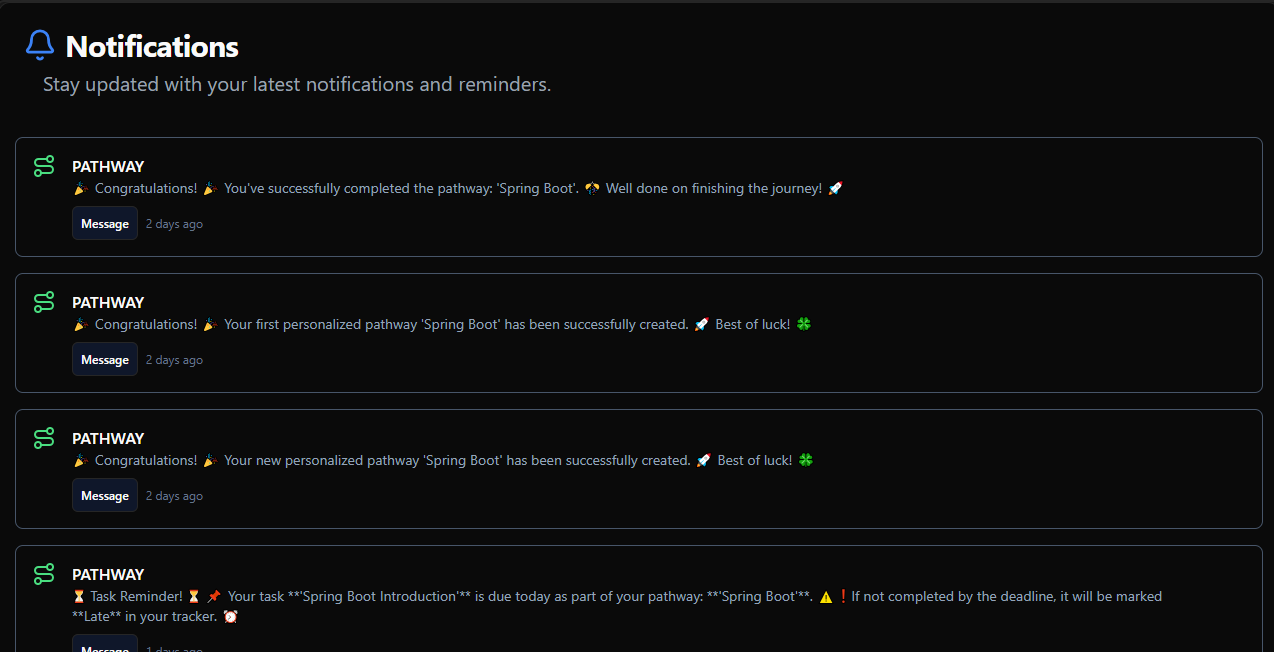 Notifications
Stay updated with your latest notifications and reminders.
PATHWAY
🎉 Congratulations! 🎉 You've successfully completed the pathway: 'Spring Boot'. 🎊 Well done on finishing the journey! 🚀
Message 2 days ago
PATHWAY
🎉 Congratulations! 🎉 Your first personalized pathway 'Spring Boot' has been successfully created. 🚀 Best of luck! 🍀
Message 2 days ago
PATHWAY
🎉 Congratulations! 🎉 Your new personalized pathway 'Spring Boot' has been successfully created. 🚀 Best of luck! 🍀
Message 2 days ago
PATHWAY
⏳ Task Reminder! ⏳ 📌 Your task **'Spring Boot Introduction'** is due today as part of your pathway: **'Spring Boot'**. ⚠️ ❗ If not completed by the deadline, it will be marked
**Late** in your tracker. ⏰
Message 1 days ago